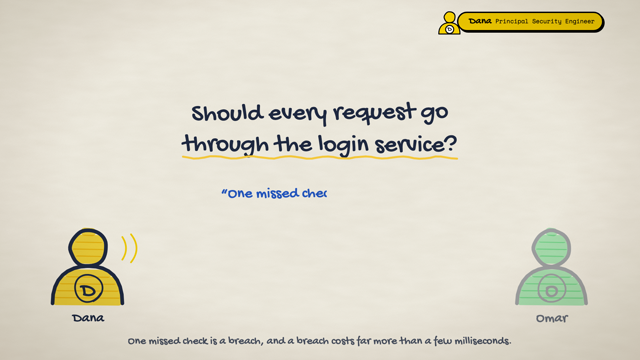 D Dana Principal Security Engineer
Should every request go
through the login service?
“One missed chec
D
O
Dana
Omar
One missed check is a breach, and a breach costs far more than a few milliseconds.